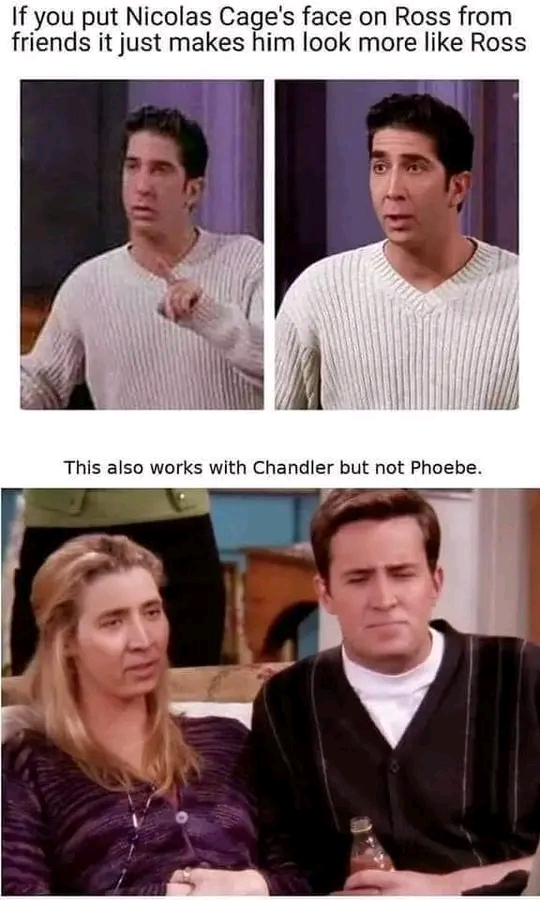 If you put Nicolas Cage's face on Ross from
friends it just makes him look more like Ross
This also works with Chandler but not Phoebe.